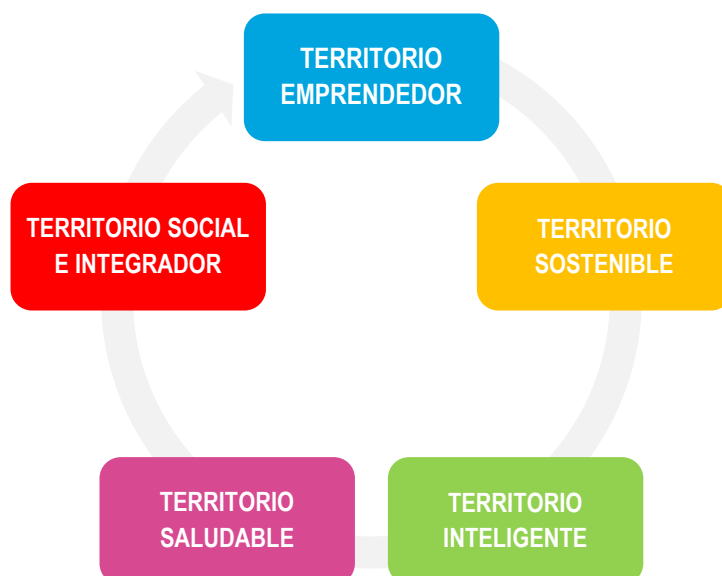 TERRITORIO
EMPRENDEDOR
TERRITORIO SOCIAL
E INTEGRADOR
TERRITORIO
SOSTENIBLE
TERRITORIO
SALUDABLE
TERRITORIO
INTELIGENTE